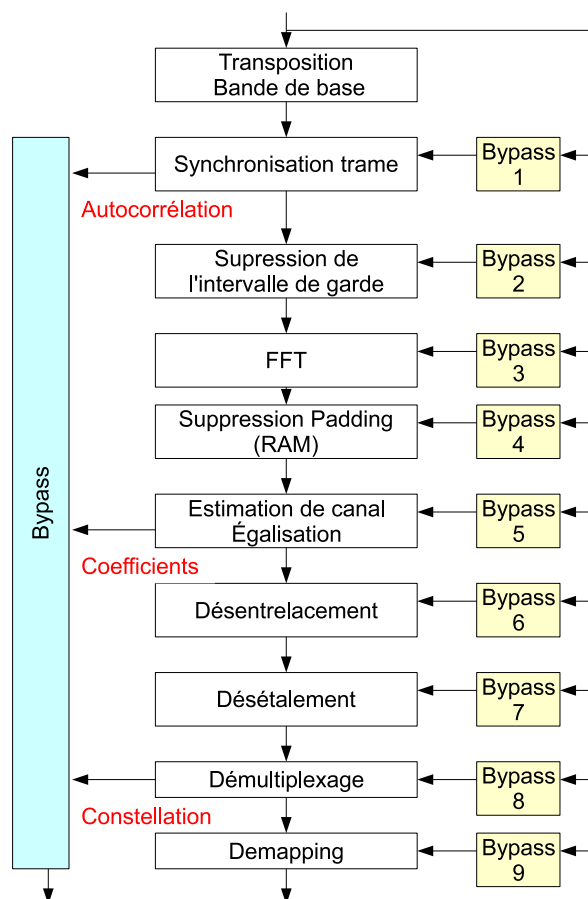 Transposition
Bande de base
Synchronisation trame
Bypass
1
Autocorrélation
Supression de
l'intervalle de garde
Bypass
2
FFT
Bypass
3
Suppression Padding
(RAM)
Bypass
4
Bypass
Estimation de canal
Égalisation
Bypass
5
Coefficients
Désentrelacement
Bypass
6
Désétalement
Bypass
7
Démultiplexage
Bypass
8
Constellation
Demapping
Bypass
9